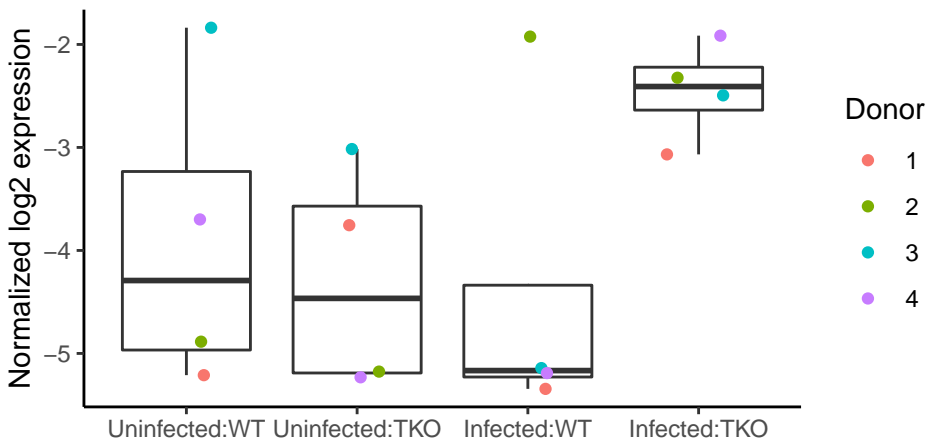 Normalized log2 expression
−2
−3
−4
−5
Uninfected:WT
Uninfected:TKO
Infected:WT
Infected:TKO
Donor
1
2
3
4